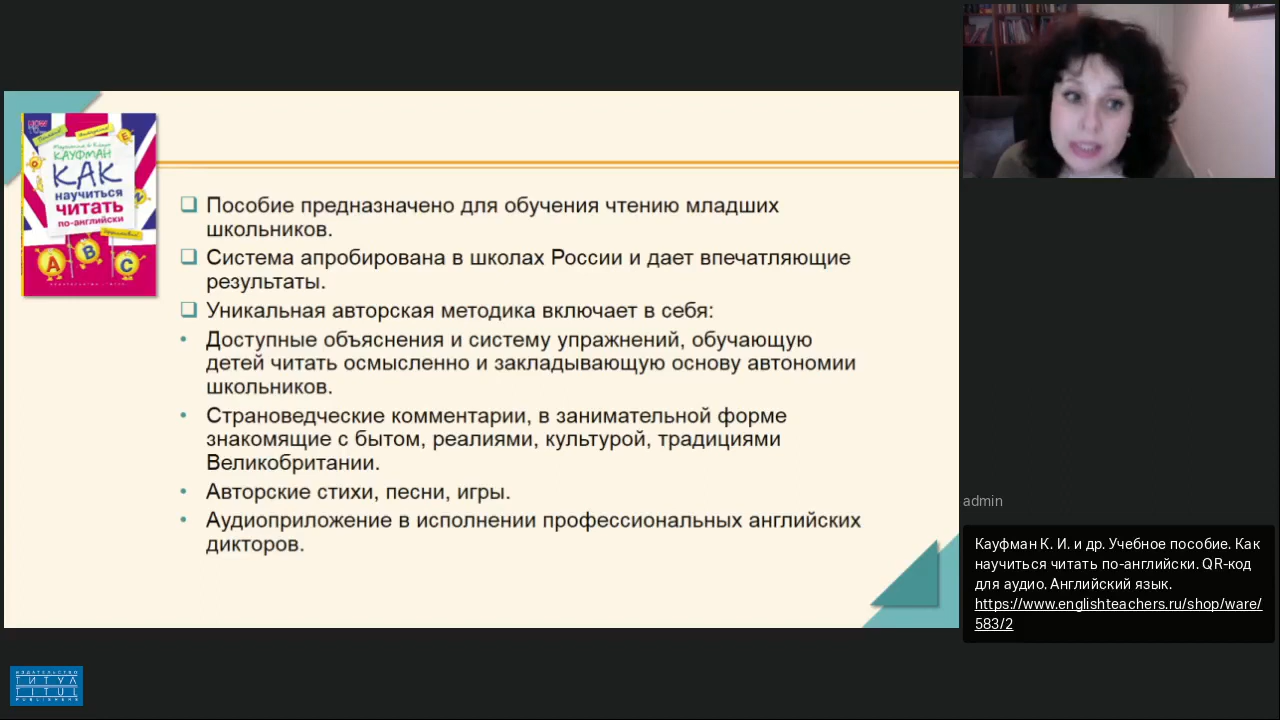 КАУФМАН
КАК
научиться
читать
по-английски
A B C
Пособие предназначено для обучения чтению младших
школьников.
Система апробирована в школах России и дает впечатляющие
результаты.
Уникальная авторская методика включает в себя:
Доступные объяснения и систему упражнений, обучающую
детей читать осмысленно и закладывающую основу автономии
школьников.
Страноведческие комментарии, в занимательной форме
знакомящие с бытом, реалиями, культурой, традициями
Великобритании.
Авторские стихи, песни, игры.
Аудиоприложение в исполнении профессиональных английских
дикторов.
admin
Кауфман К. И. и др. Учебное пособие. Как
научиться читать по-английски. QR-код
для аудио. Английский язык.
https://www.englishteachers.ru/shop/ware/
583/2
ИЗДАТЕЛЬСТВО
ТИТУЛ
TITUL
PUBLISHERS